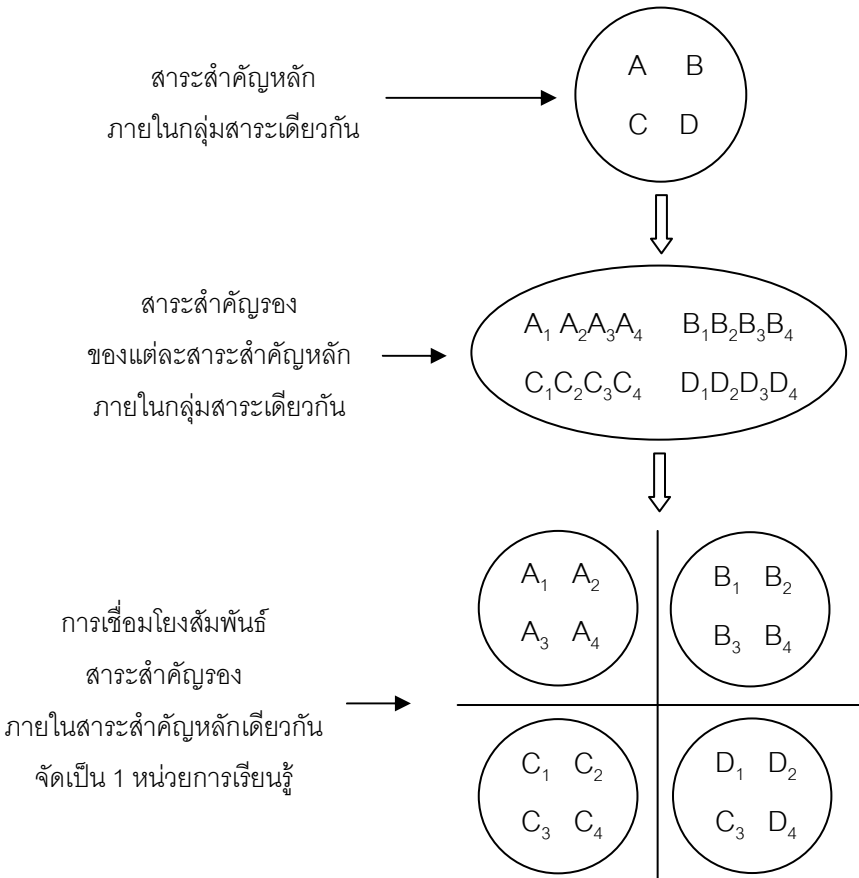 สาระสำคัญหลัก
ภายในกลุ่มสาระเดียวกัน
A B
C D
สาระสำคัญรอง
ของแต่ละสาระสำคัญหลัก
ภายในกลุ่มสาระเดียวกัน
A₁ A₂A₃A₄ B₁B₂B₃B₄
C₁C₂C₃C₄ D₁D₂D₃D₄
การเชื่อมโยงสัมพันธ์
สาระสำคัญรอง
ภายในสาระสำคัญหลักเดียวกัน
จัดเป็น 1 หน่วยการเรียนรู้
A₁ A₂
A₃ A₄
B₁ B₂
B₃ B₄
C₁ C₂
C₃ C₄
D₁ D₂
C₃ D₄